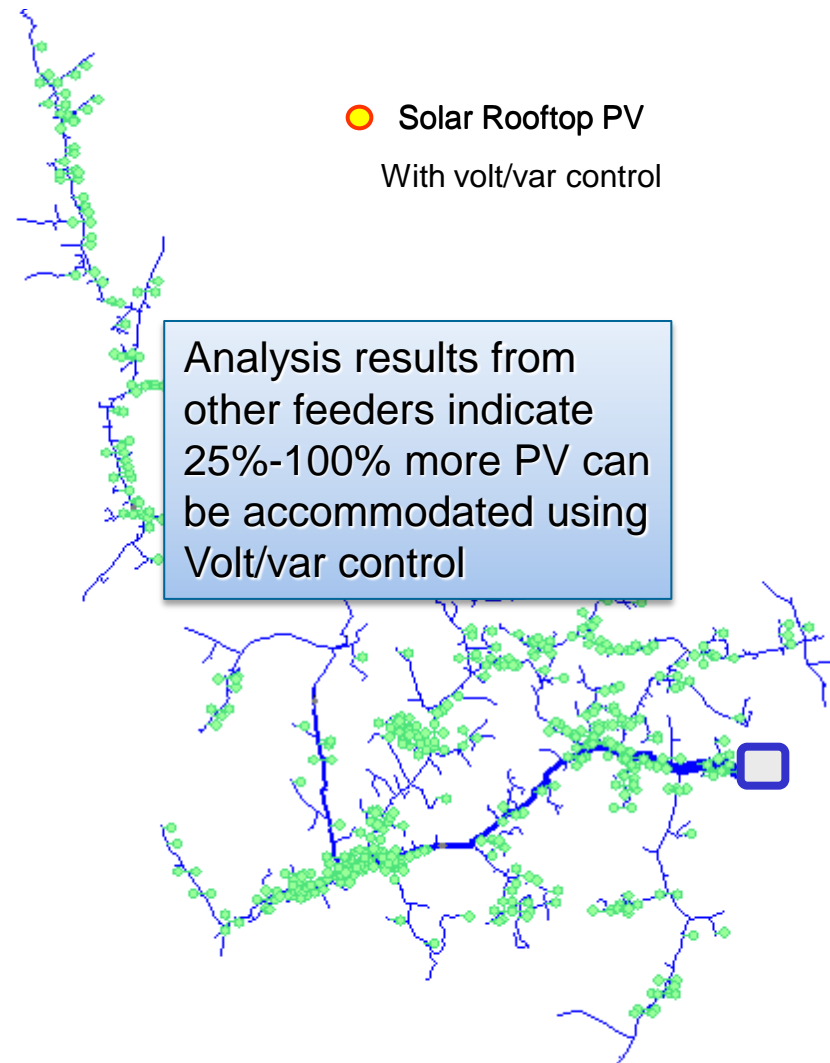 Solar Rooftop PV
With volt/var control
Analysis results from
other feeders indicate
25%-100% more PV can
be accommodated using
Volt/var control